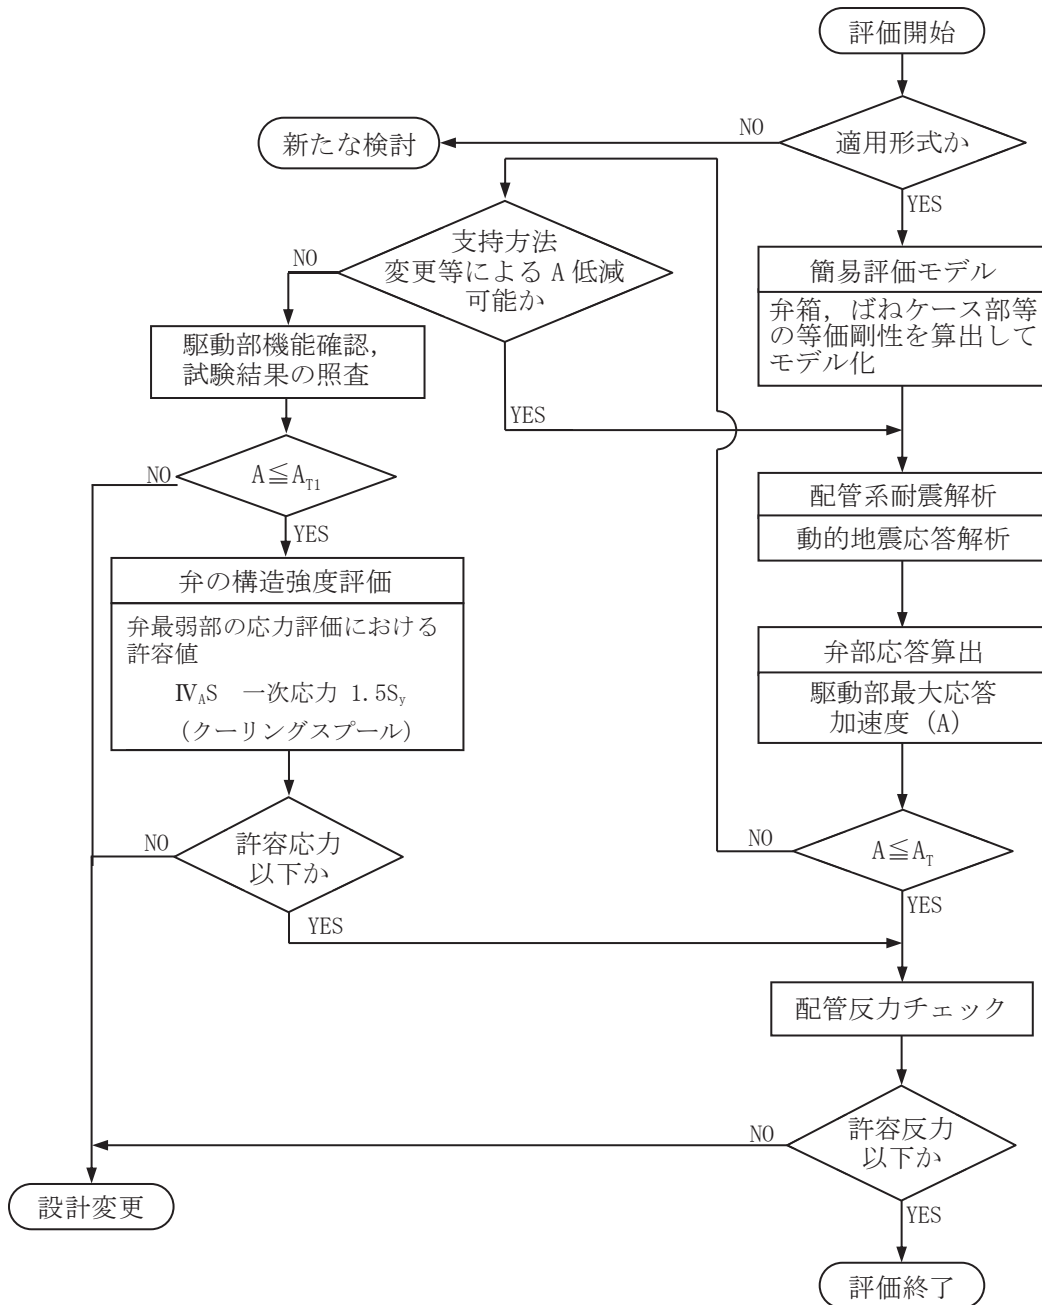 評価開始
適用形式か
NO
新たな検討
YES
支持方法
変更等による A 低減
可能か
NO
簡易評価モデル
弁箱，ばねケース部等
の等価剛性を算出して
モデル化
駆動部機能確認，
試験結果の照査
YES
A≦A_T1
NO
YES
配管系耐震解析
動的地震応答解析
弁の構造強度評価
弁最弱部の応力評価における
許容値
Ⅳ_AS　一次応力 1.5S_y
（クーリングスプール）
弁部応答算出
駆動部最大応答
加速度（A）
許容応力
以下か
NO
YES
A≦A_T
NO
YES
配管反力チェック
許容反力
以下か
NO
YES
設計変更
評価終了